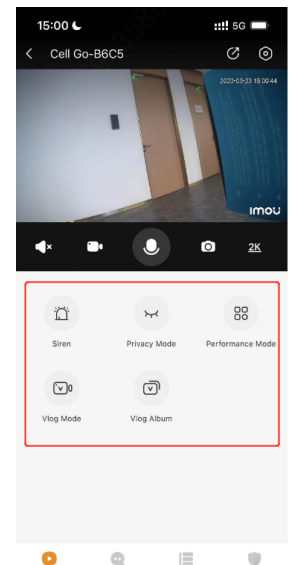 15:00 5G
Cell Go-B6C5
2023-03-23 15:00:44
imou
2K
Siren Privacy Mode Performance Mode
Vlog Mode Vlog Album